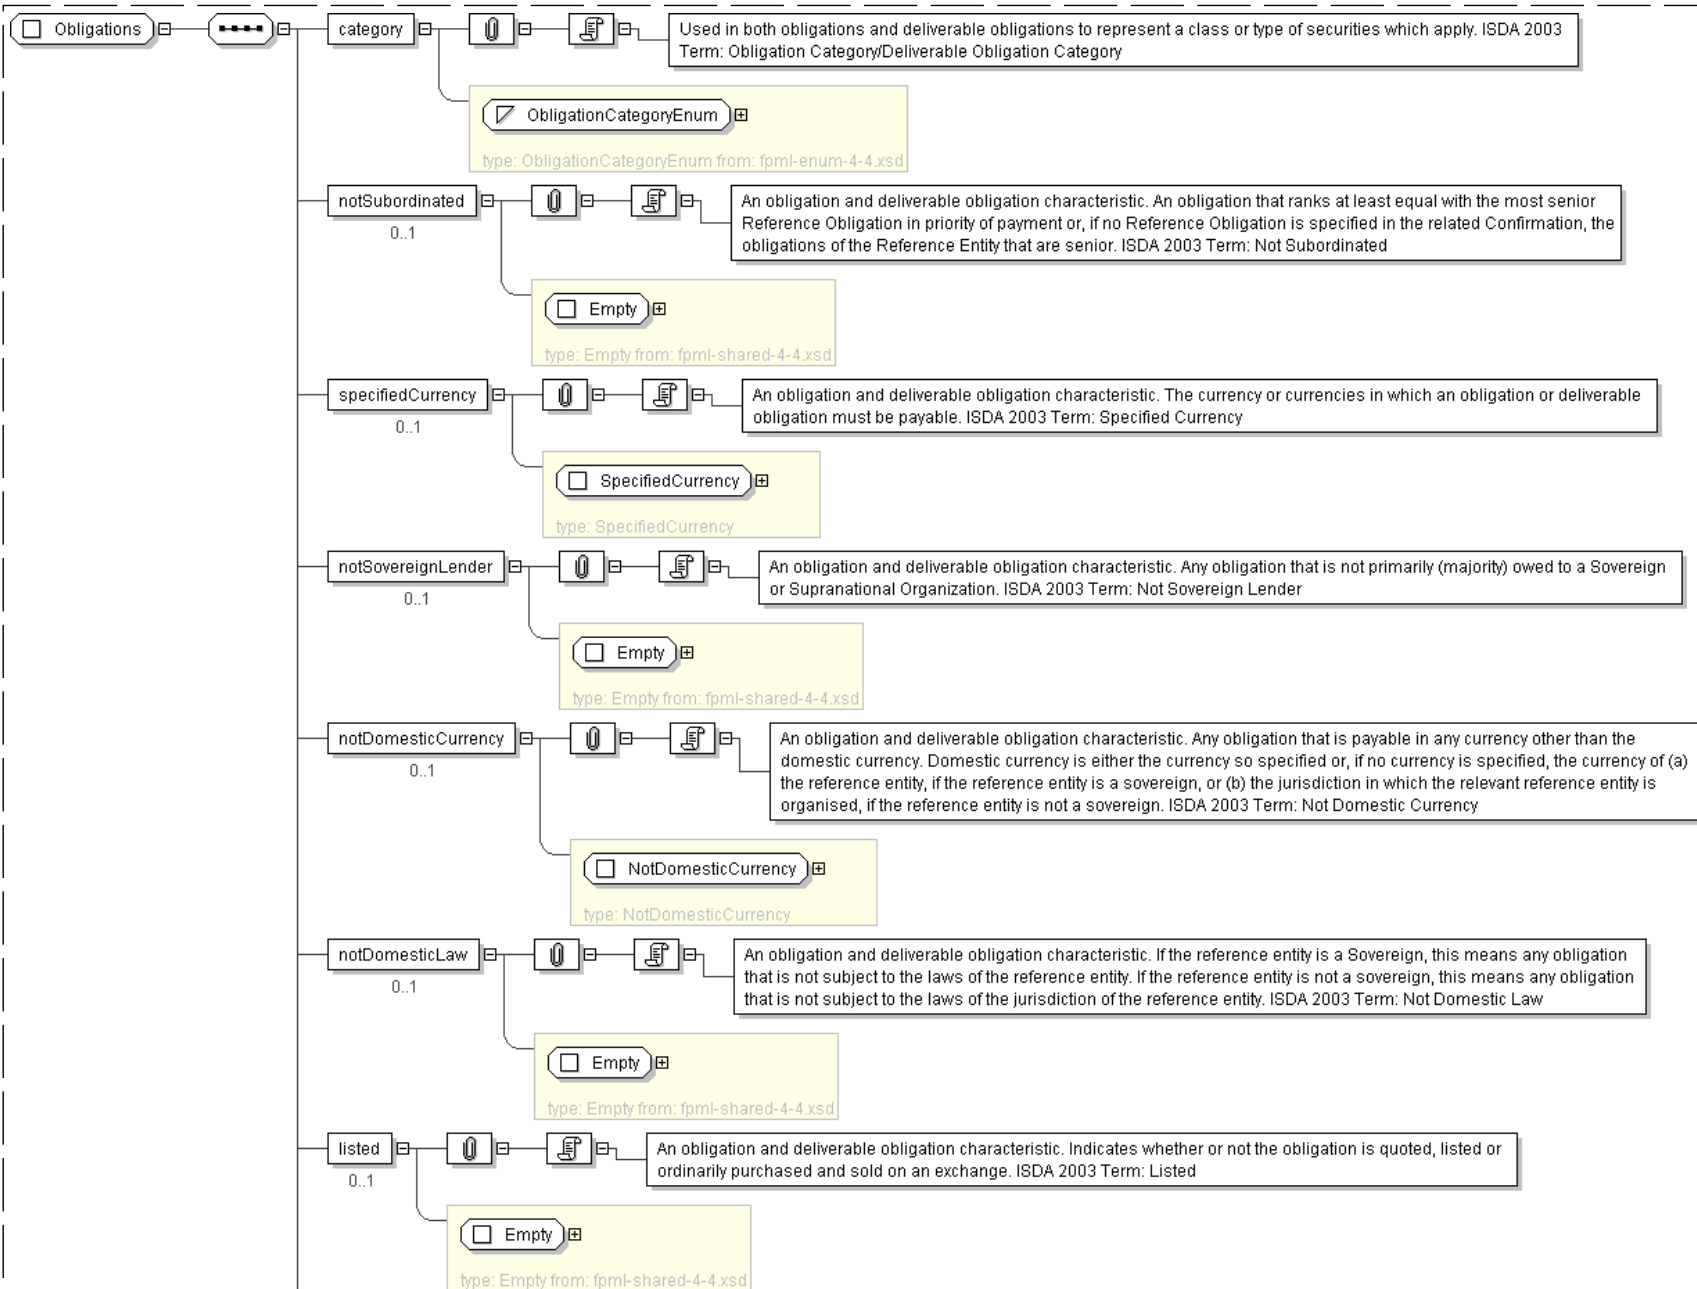 Obligations
category
Used in both obligations and deliverable obligations to represent a class or type of securities which apply. ISDA 2003
Term: Obligation Category/Deliverable Obligation Category
ObligationCategoryEnum
type: ObligationCategoryEnum from: fpml-enum-4-4.xsd
notSubordinated
0..1
An obligation and deliverable obligation characteristic. An obligation that ranks at least equal with the most senior
Reference Obligation in priority of payment or, if no Reference Obligation is specified in the related Confirmation, the
obligations of the Reference Entity that are senior. ISDA 2003 Term: Not Subordinated
Empty
type: Empty from: fpml-shared-4-4.xsd
specifiedCurrency
0..1
An obligation and deliverable obligation characteristic. The currency or currencies in which an obligation or deliverable
obligation must be payable. ISDA 2003 Term: Specified Currency
SpecifiedCurrency
type: SpecifiedCurrency
notSovereignLender
0..1
An obligation and deliverable obligation characteristic. Any obligation that is not primarily (majority) owed to a Sovereign
or Supranational Organization. ISDA 2003 Term: Not Sovereign Lender
Empty
type: Empty from: fpml-shared-4-4.xsd
notDomesticCurrency
0..1
An obligation and deliverable obligation characteristic. Any obligation that is payable in any currency other than the
domestic currency. Domestic currency is either the currency so specified or, if no currency is specified, the currency of (a)
the reference entity, if the reference entity is a sovereign, or (b) the jurisdiction in which the relevant reference entity is
organised, if the reference entity is not a sovereign. ISDA 2003 Term: Not Domestic Currency
NotDomesticCurrency
type: NotDomesticCurrency
notDomesticLaw
0..1
An obligation and deliverable obligation characteristic. If the reference entity is a Sovereign, this means any obligation
that is not subject to the laws of the reference entity. If the reference entity is not a sovereign, this means any obligation
that is not subject to the laws of the jurisdiction of the reference entity. ISDA 2003 Term: Not Domestic Law
Empty
type: Empty from: fpml-shared-4-4.xsd
listed
0..1
An obligation and deliverable obligation characteristic. Indicates whether or not the obligation is quoted, listed or
ordinarily purchased and sold on an exchange. ISDA 2003 Term: Listed
Empty
type: Empty from: fpml-shared-4-4.xsd